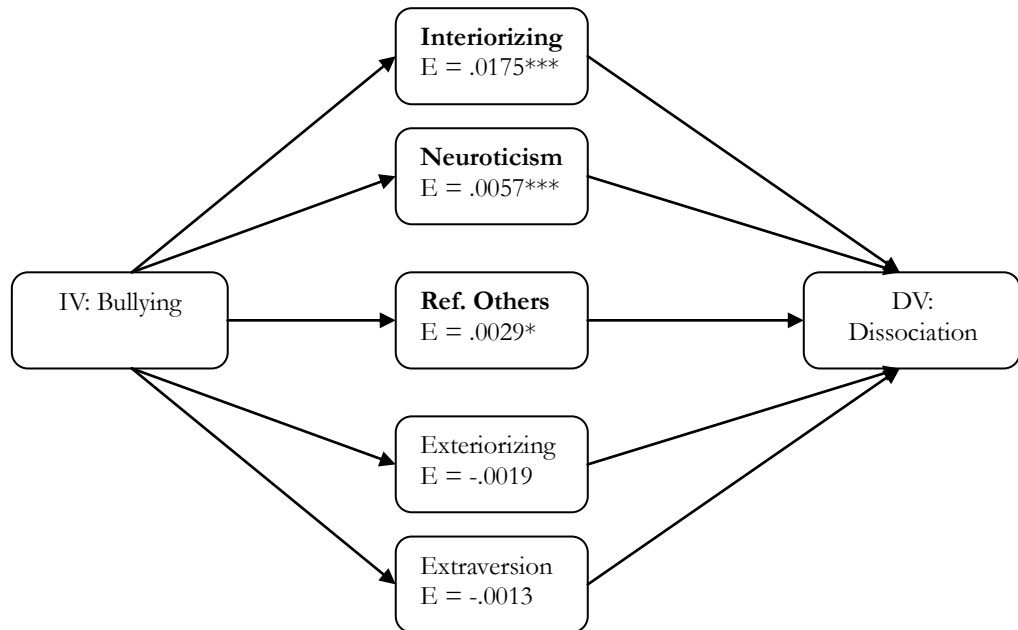 Interiorizing
E = .0175***
Neuroticism
E = .0057***
IV: Bullying
Ref. Others
E = .0029*
DV:
Dissociation
Exteriorizing
E = -.0019
Extraversion
E = -.0013